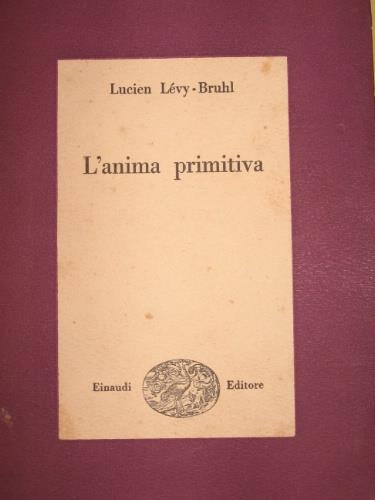 Lucien Lévy-Bruhl
L'anima primitiva
Einaudi Editore